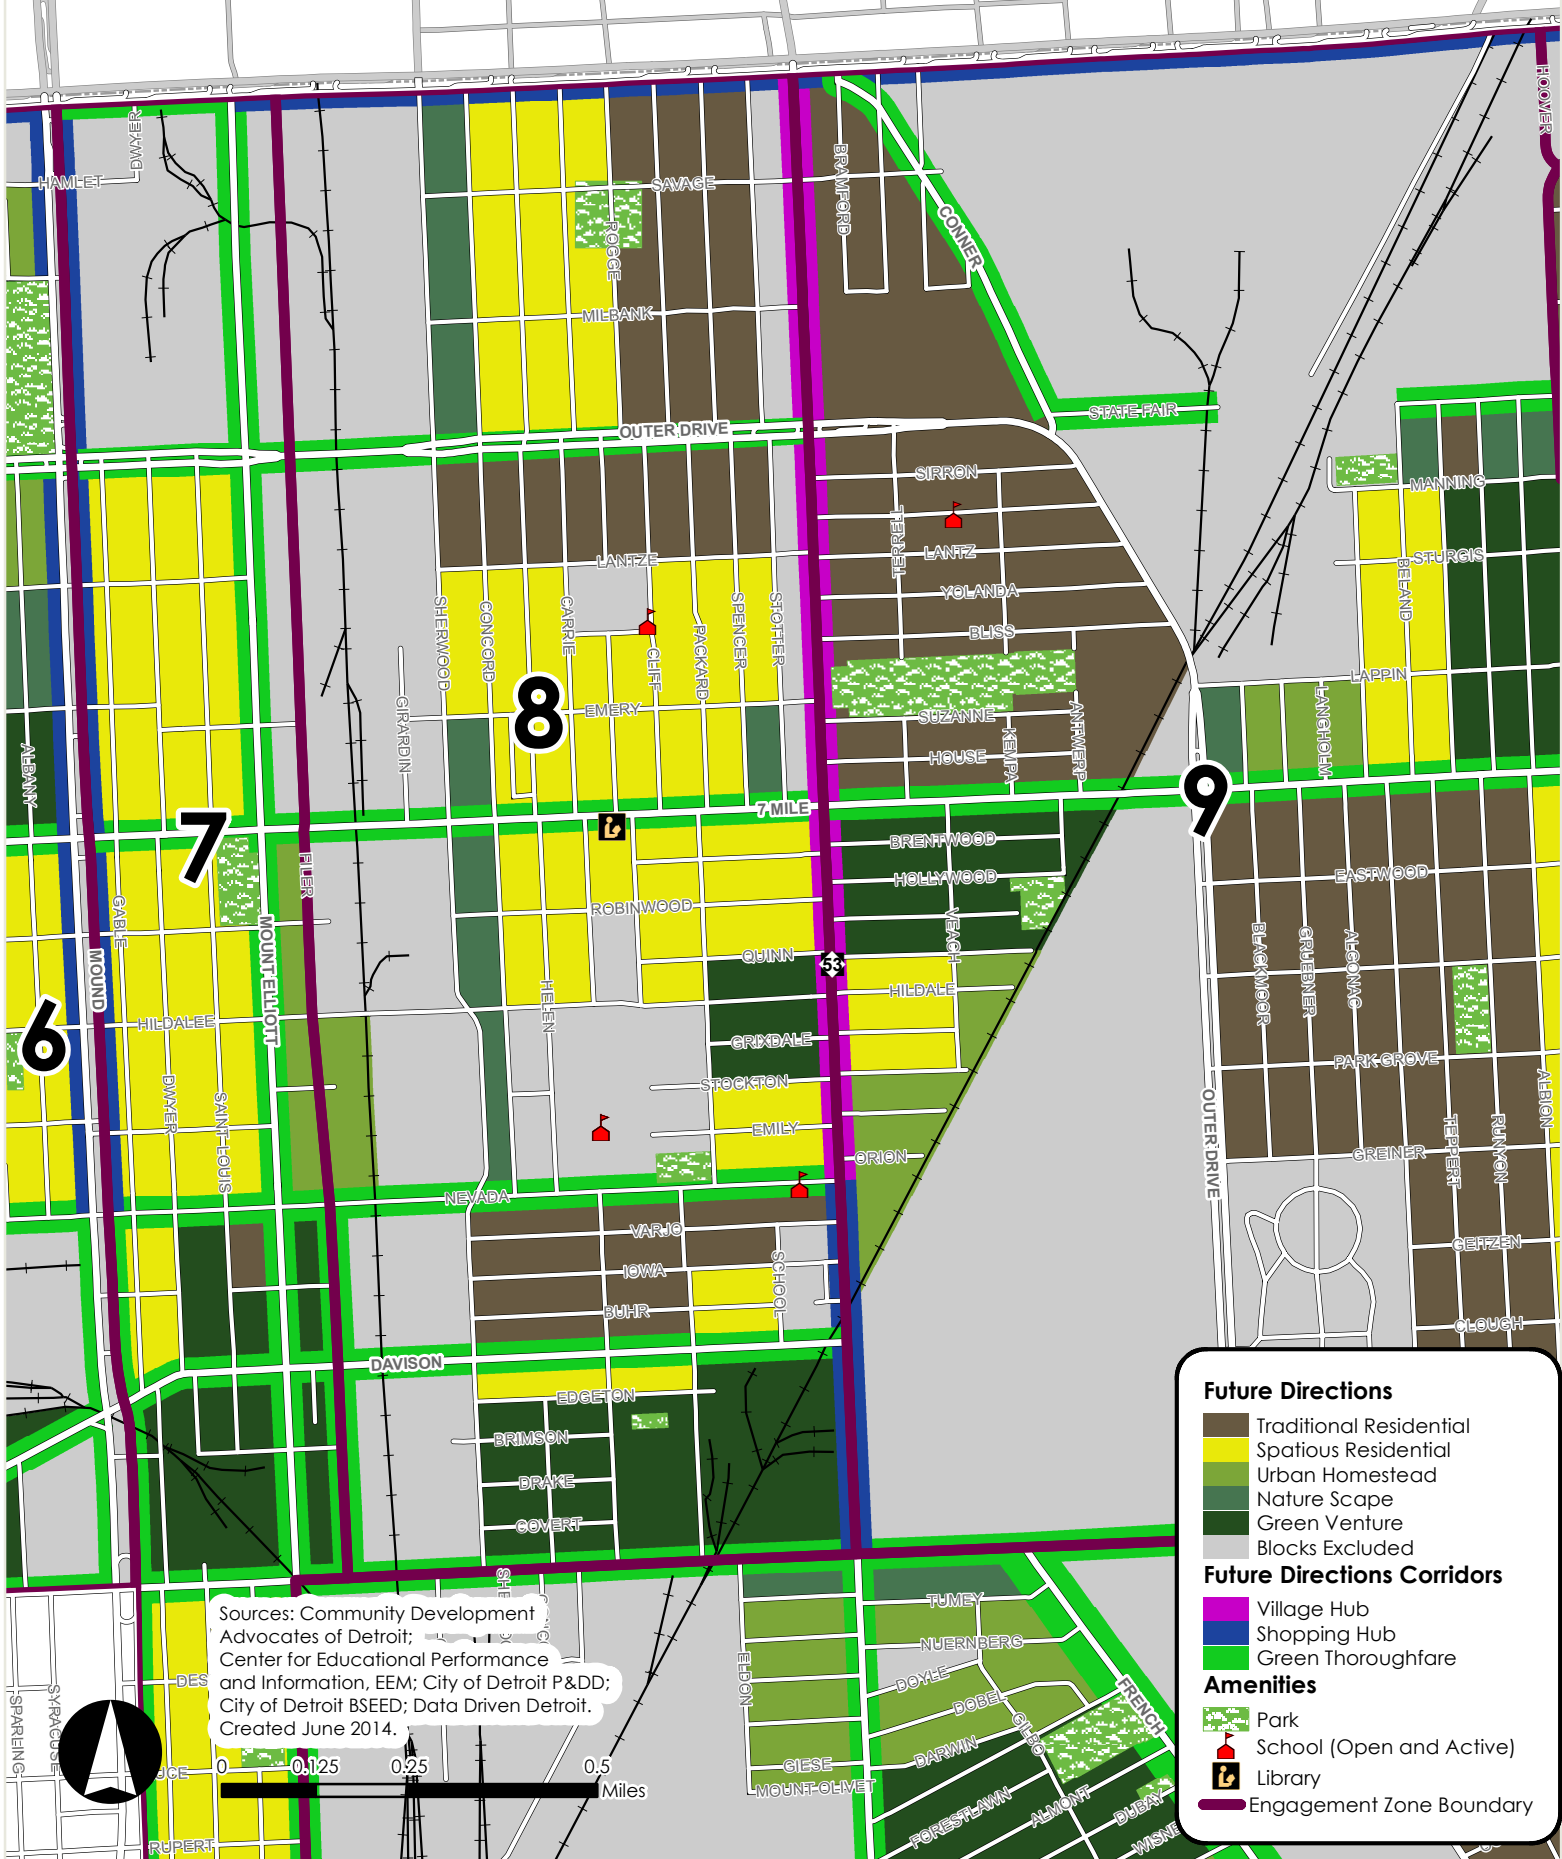 HOOVER
DWYER
HAMLET
SAVAGE
BRAMFORD
ROGGE
CONNER
MILBANK
STATE FAIR
OUTER DRIVE
SIRRON
MANNING
TERRELL
LANTZ
LANTZE
STURGIS
YOLANDA
BELAND
SHERWOOD
CONCORD
CARRIE
CLIFF
PACKARD
SPENCER
STOTTER
BLISS
LAPPIN
8
EMERY
SUZANNE
LANGHOLM
GIRARDIN
KEMPA
ANTWERP
HOUSE
ALBANY
9
7 MILE
7
BRENTWOOD
FILER
HOLLYWOOD
EASTWOOD
GABLE
MOUNT ELLIOTT
ROBINWOOD
VEACH
BLACKMOOR
GRUEBNER
ALGONAC
MOUND
QUINN
53
HELEN
HILDALE
6
HILDALEE
GRIXDALE
PARK GROVE
DWYER
SAINT LOUIS
STOCKTON
ALBION
OUTER DRIVE
EMILY
TEPPERT
RUNYON
ORION
GREINER
NEVADA
VARJO
GEITZEN
SCHOOL
IOWA
BUHR
CLOUGH
DAVISON
EDGETON
BRIMSON
DRAKE
COVERT
TUMEY
NUERNBERG
ELDON
DOYLE
DOBEL
GILBO
FRENCH
DARWIN
GIESE
MOUNT OLIVET
FORESTLAWN
ALMONT
DUBAY
SPARLING
SYRACUSE
RUPERT
Sources: Community Development
Advocates of Detroit;
Center for Educational Performance
and Information, EEM; City of Detroit P&DD;
City of Detroit BSEED; Data Driven Detroit.
Created June 2014.
0 0.125 0.25 0.5
Miles
Future Directions
Traditional Residential
Spatious Residential
Urban Homestead
Nature Scape
Green Venture
Blocks Excluded
Future Directions Corridors
Village Hub
Shopping Hub
Green Thoroughfare
Amenities
Park
School (Open and Active)
Library
Engagement Zone Boundary